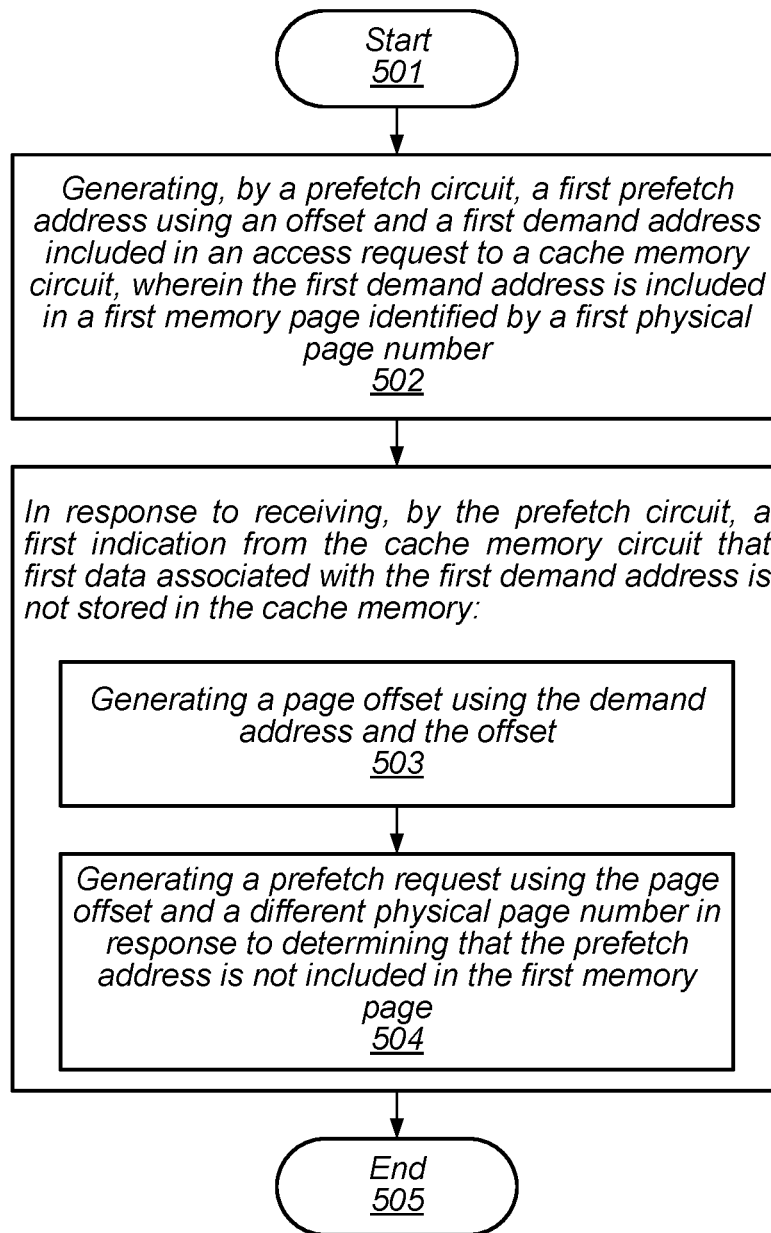 Start
501
Generating, by a prefetch circuit, a first prefetch
address using an offset and a first demand address
included in an access request to a cache memory
circuit, wherein the first demand address is included
in a first memory page identified by a first physical
page number
502
In response to receiving, by the prefetch circuit, a
first indication from the cache memory circuit that
first data associated with the first demand address is
not stored in the cache memory:
Generating a page offset using the demand
address and the offset
503
Generating a prefetch request using the page
offset and a different physical page number in
response to determining that the prefetch
address is not included in the first memory
page
504
End
505